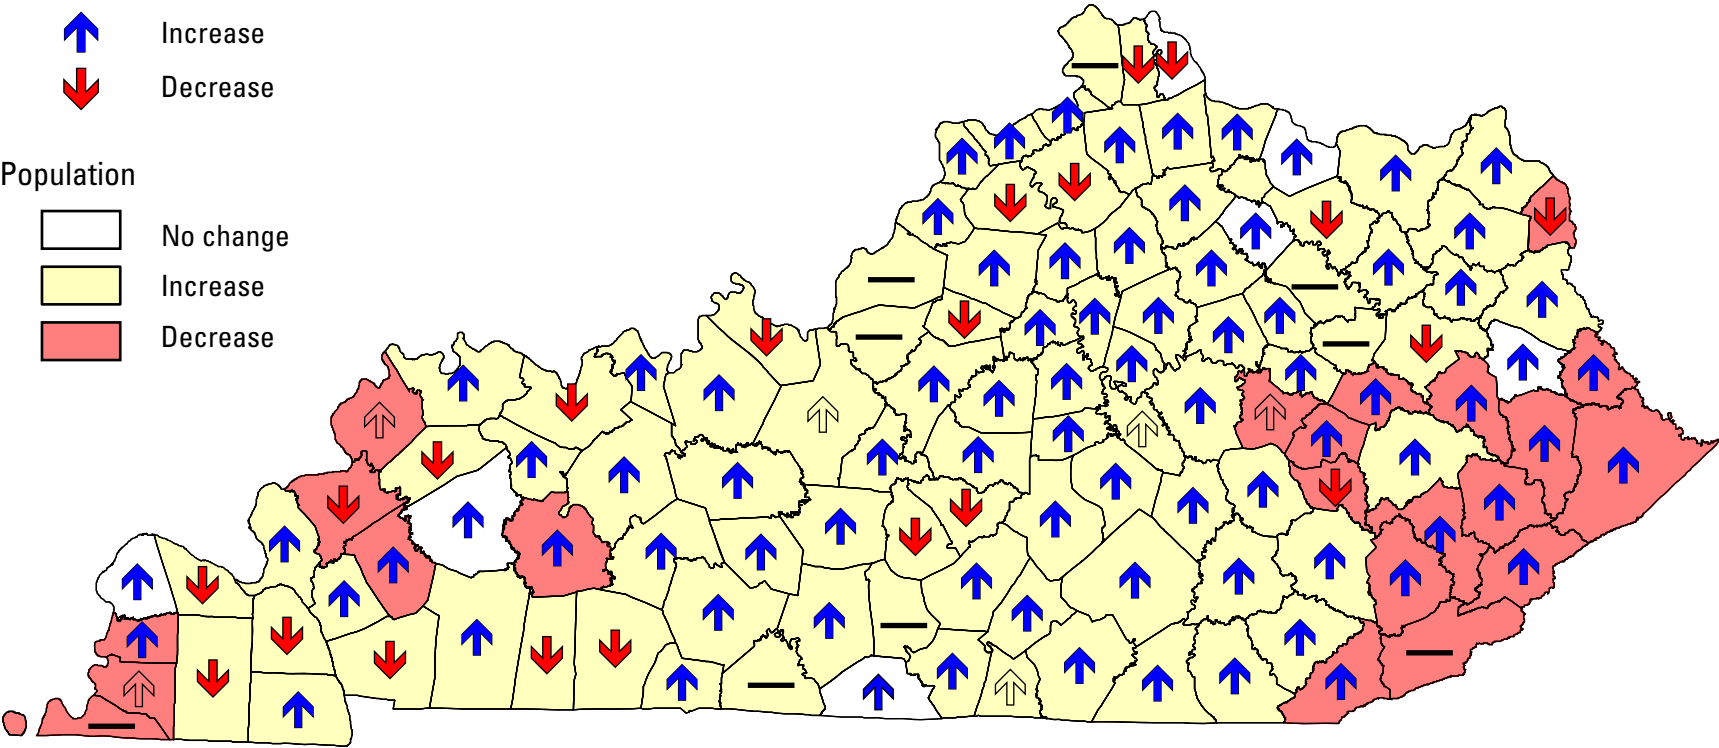 Increase
Decrease
Population
No change
Increase
Decrease